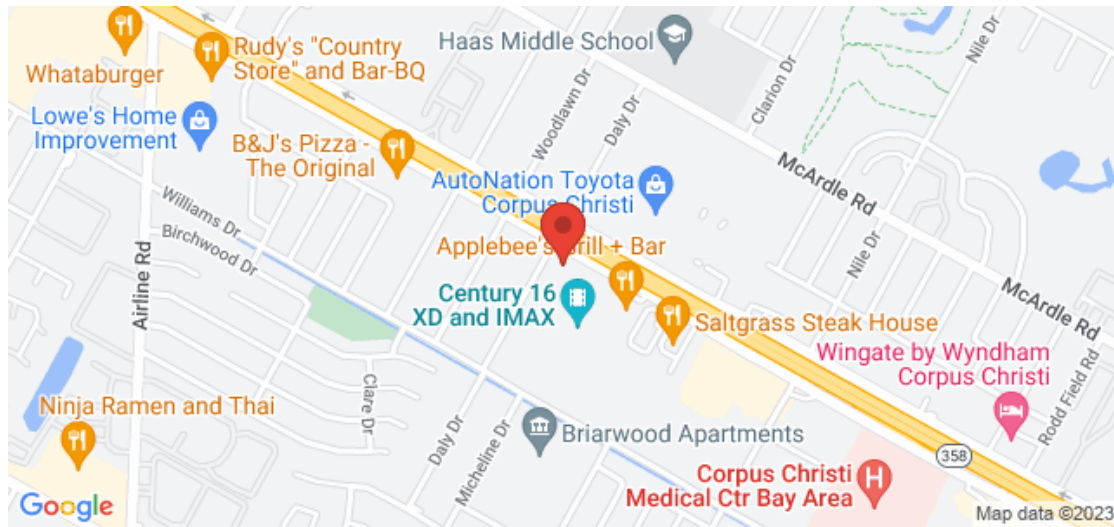 Whataburger
Rudy's "Country
Store" and Bar-BQ
Haas Middle School
Nile Dr
Clarion Dr
Lowe's Home
Improvement
B&J's Pizza -
The Original
Woodlawn Dr
Daly Dr
McArdle Rd
AutoNation Toyota
Corpus Christi
Williams Dr
Birchwood Dr
Airline Rd
Applebee's Grill + Bar
Nile Dr
Century 16
XD and IMAX
Saltgrass Steak House
McArdle Rd
Wingate by Wyndham
Corpus Christi
Rodd Field Rd
Ninja Ramen and Thai
Clare Dr
Daly Dr
Micheline Dr
Briarwood Apartments
358
Corpus Christi
Medical Ctr Bay Area
H
Google
Map data ©2023